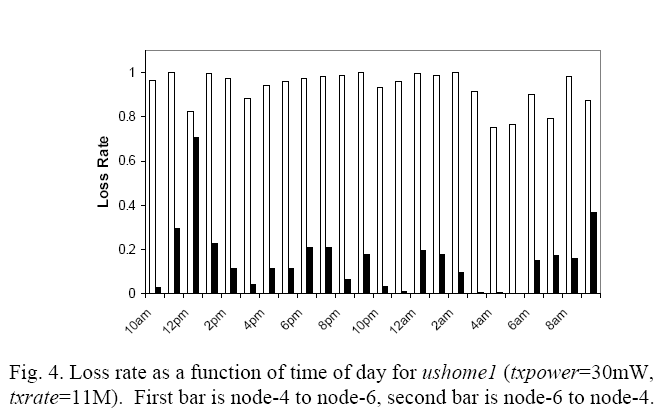 1
0.8
0.6
0.4
0.2
0
Loss Rate
10am 12pm 2pm 4pm 6pm 8pm 10pm 12am 2am 4am 6am 8am
Fig. 4. Loss rate as a function of time of day for ushome1 (txpower=30mW,
txrate=11M).  First bar is node-4 to node-6, second bar is node-6 to node-4.